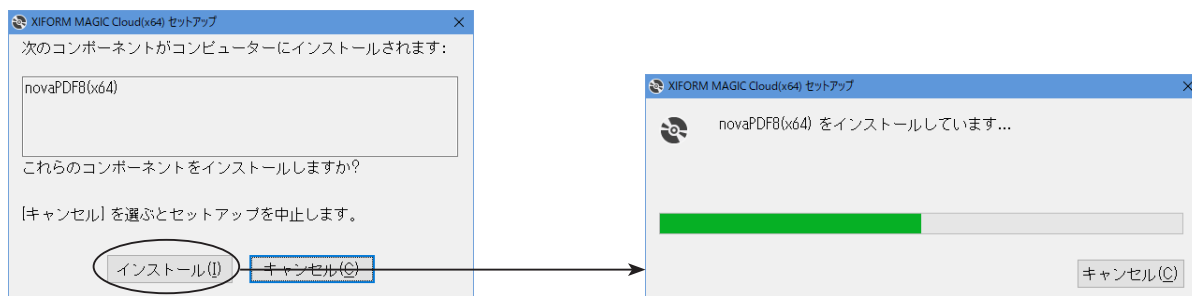 XIFORM MAGIC Cloud(x64) セットアップ
次のコンポーネントがコンピューターにインストールされます:
novaPDF8(x64)
これらのコンポーネントをインストールしますか?
[キャンセル] を選ぶとセットアップを中止します。
インストール(I) キャンセル(C)
XIFORM MAGIC Cloud(x64) セットアップ
novaPDF8(x64) をインストールしています...
キャンセル(C)